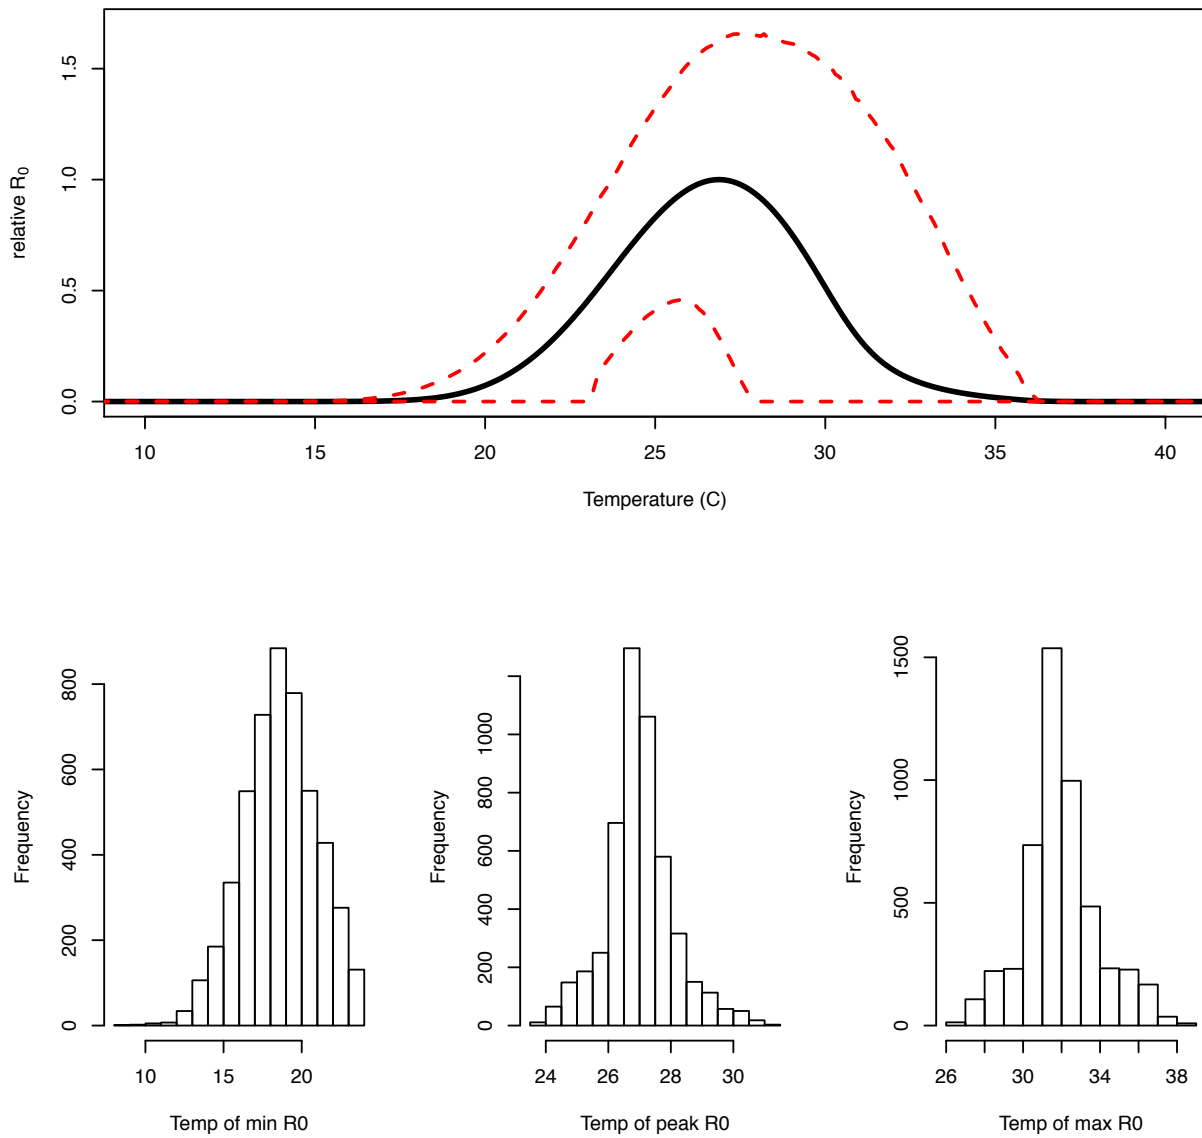 relative R0
0.0 0.5 1.0 1.5
10 15 20 25 30 35 40
Temperature (C)
Frequency
0 200 400 600 800
10 15 20
Temp of min R0
Frequency
0 200 400 600 800 1000
24 26 28 30
Temp of peak R0
Frequency
0 500 1000 1500
26 30 34 38
Temp of max R0